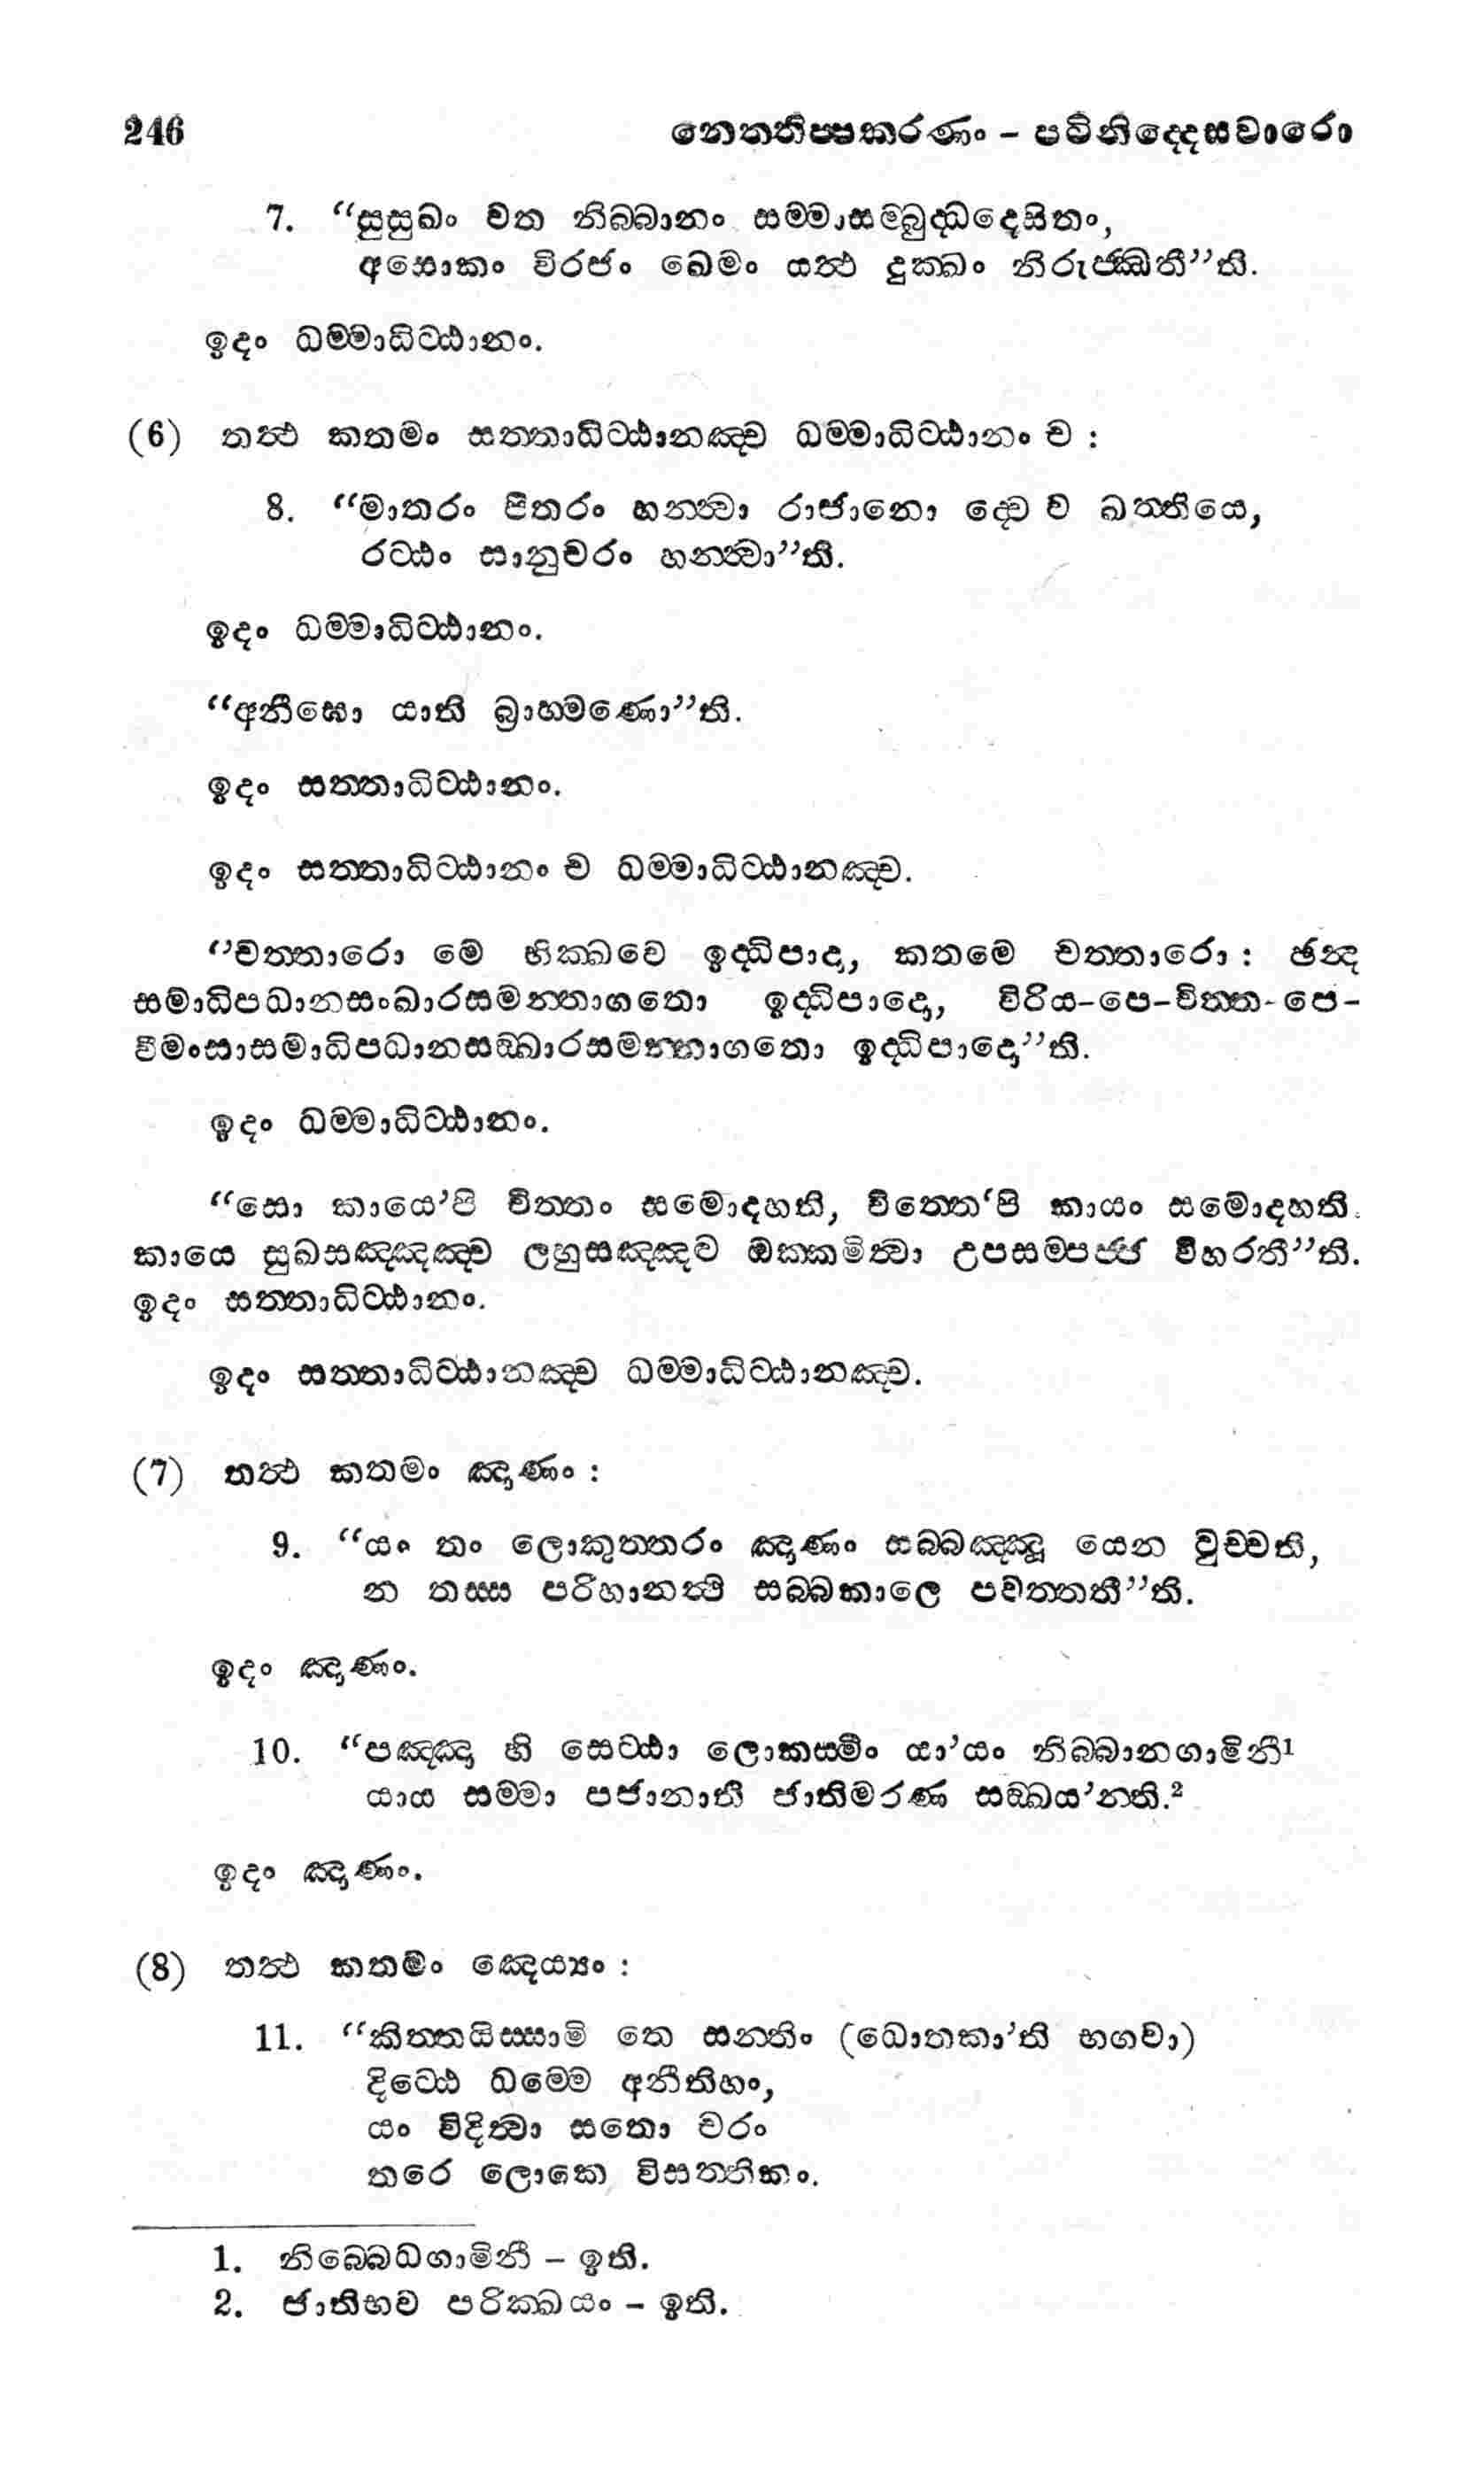 246
නෙත්තිප්පකරණං – පටිනිද්දෙසවාරො
7. “සුසුඛං වත නිබ්බානං සම්මාසම්බුද්ධදෙසිතං,
අසොකං විරජං ඛෙමං යත්ථ දුක්ඛං නිරුජ්ඣතී”ති.
ඉදං ධම්මාධිට්ඨානං.
(6) තත්ථ කතමං සත්තාධිට්ඨානඤ්ච ධම්මාධිට්ඨානං ච :
8. “මාතරං පිතරං හන්ත්වා රාජානො ද්වෙ ච ඛත්තියෙ,
රට්ඨං සානුචරං හන්ත්වා”ති.
ඉදං ධම්මාධිට්ඨානං.
“අනීඝො යාති බ්‍රාහ්මණො”ති.
ඉදං සත්තාධිට්ඨානං.
ඉදං සත්තාධිට්ඨානං ච ධම්මාධිට්ඨානඤ්ච.
“චත්තාරො මේ භික්ඛවෙ ඉද්ධිපාදා, කතමෙ චත්තාරො : ඡන්ද
සමාධිපධානසංඛාරසමන්නාගතො ඉද්ධිපාදො, විරිය-පෙ-චිත්ත-පෙ-
වීමංසාසමාධිපධානසඞ්ඛාරසමන්නාගතො ඉද්ධිපාදො”ති.
ඉදං ධම්මාධිට්ඨානං.
“සො කායෙ’පි චිත්තං සමොදහති, චිත්තෙ‘පි කායං සමොදහති.
කායෙ සුඛසඤ්ඤඤ්ච ලහුසඤ්ඤඤ්ච ඔක්කමිත්වා උපසම්පජ්ජ විහරතී”ති.
ඉදං සත්තාධිට්ඨානං.
ඉදං සත්තාධිට්ඨානඤ්ච ධම්මාධිට්ඨානඤ්ච.
(7) තත්ථ කතමං ඤාණං :
9. “යං තං ලොකුත්තරං ඤාණං සබ්බඤ්ඤූ යෙන වුච්චති,
න තස්ස පරිහානත්ථි සබ්බකාලෙ පවත්තතී”ති.
ඉදං ඤාණං.
10. “පඤ්ඤා හි සෙට්ඨා ලොකස්මිං යා’යං නිබ්බානගාමිනී¹
යාය සම්මා පජානාති ජාතිමරණ සඞ්ඛය’න්ති.²
ඉදං ඤාණං.
(8) තත්ථ කතමං ඤෙය්‍යං :
11. “කිත්තයිස්සාමි තෙ සන්තිං (ධොතකා’ති භගවා)
දිට්ඨෙ ධම්මෙ අනීතිහං,
යං විදිත්වා සතො චරං
තරෙ ලොකෙ විසත්තිකං.
1. නිබ්බෙධගාමිනී – ඉති.
2. ජාතිභව පරික්ඛයං – ඉති.